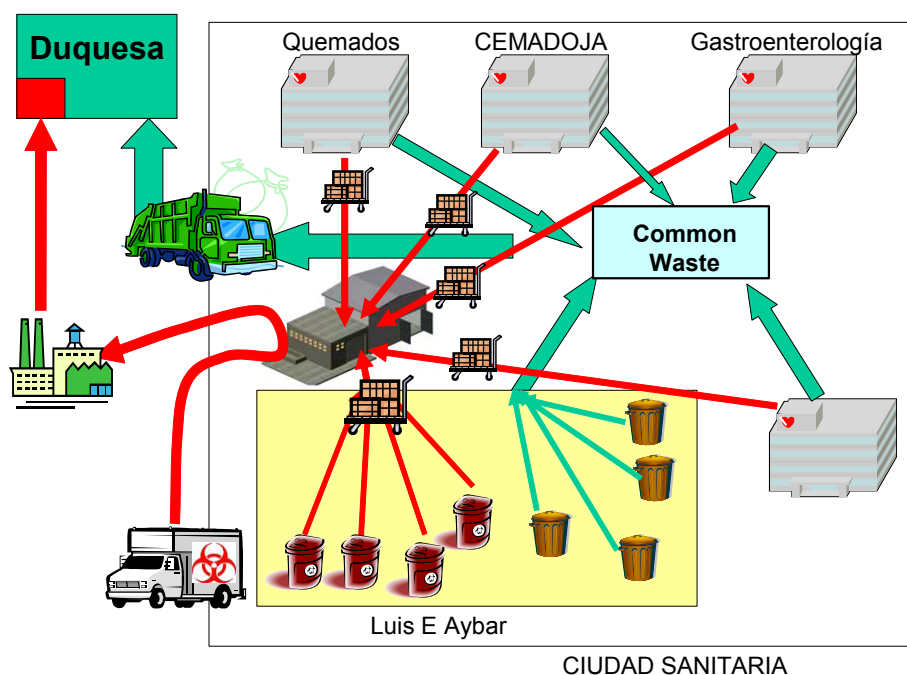 Duquesa
Quemados
CEMADOJA
Gastroenterología
Common
Waste
Luis E Aybar
CIUDAD SANITARIA